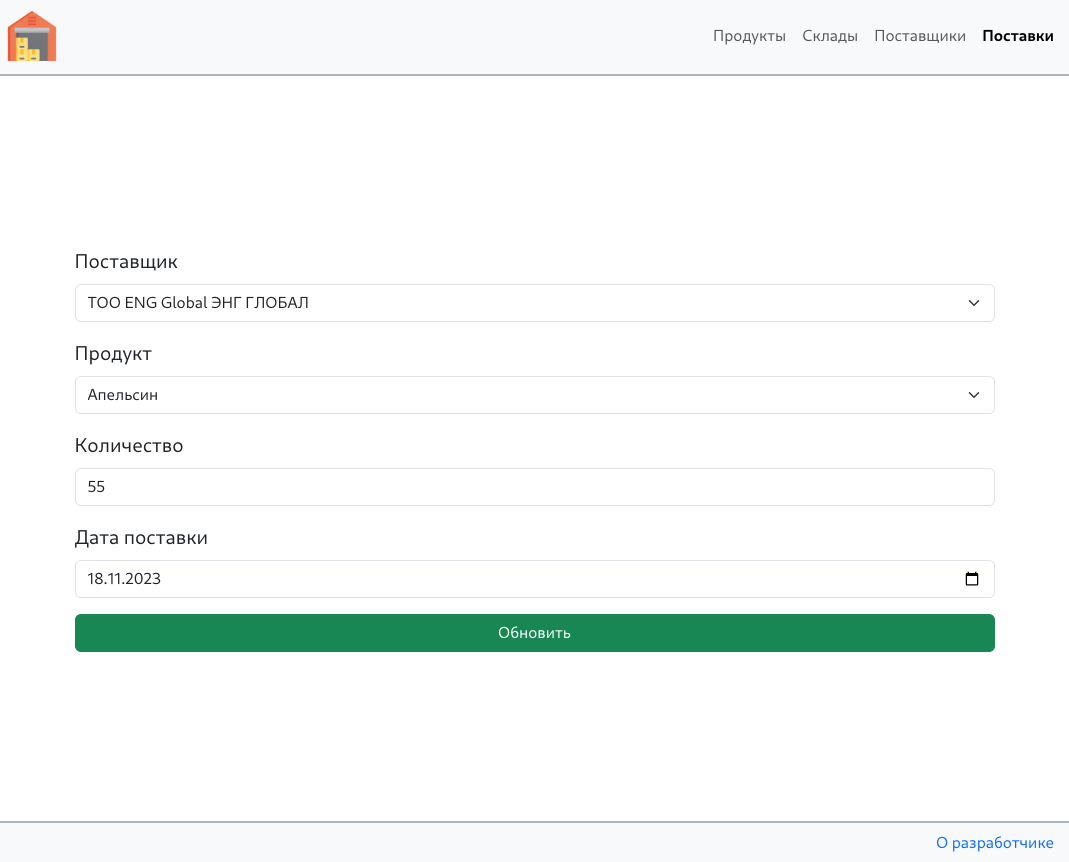 Продукты Склады Поставщики Поставки
Поставщик
ТОО ENG Global ЭНГ ГЛОБАЛ
Продукт
Апельсин
Количество
55
Дата поставки
18.11.2023
Обновить
О разработчике